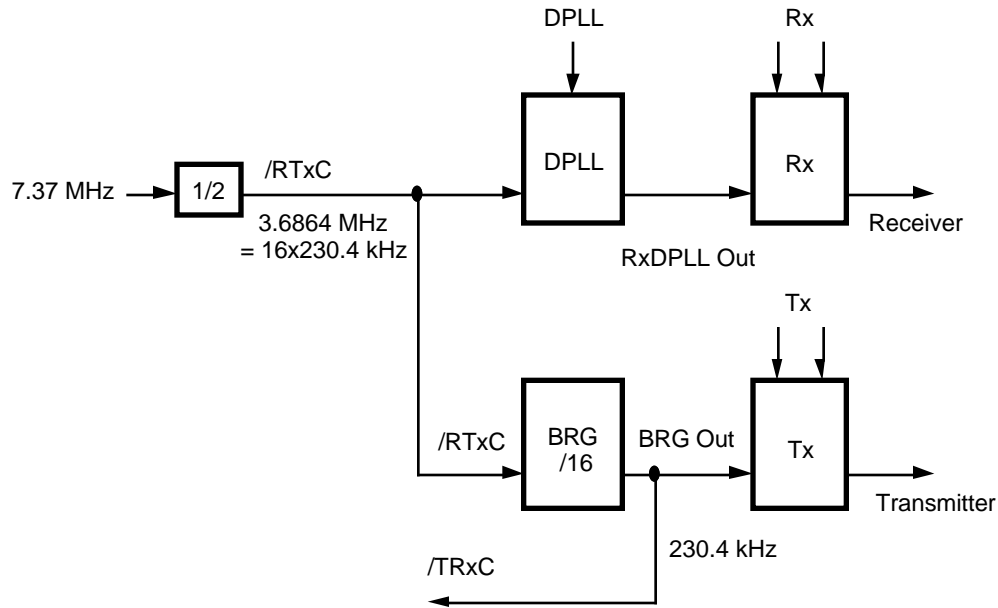 DPLL
Rx
7.37 MHz
1/2
/RTxC
3.6864 MHz
= 16x230.4 kHz
DPLL
RxDPLL Out
Rx
Receiver
Tx
/RTxC
BRG
/16
BRG Out
Tx
Transmitter
230.4 kHz
/TRxC